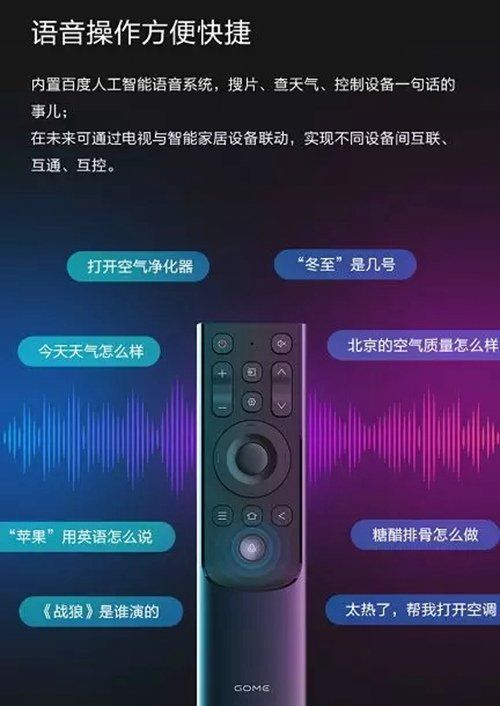 语音操作方便快捷
内置百度人工智能语音系统，搜片、查天气、控制设备一句话的
事儿；
在未来可通过电视与智能家居设备联动，实现不同设备间互联、
互通、互控。
打开空气净化器
“冬至”是几号
今天天气怎么样
北京的空气质量怎么样
“苹果”用英语怎么说
糖醋排骨怎么做
《战狼》是谁演的
太热了，帮我打开空调
GOME